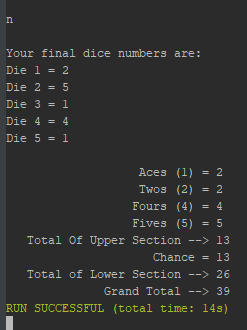 n
Your final dice numbers are:
Die 1 = 2
Die 2 = 5
Die 3 = 1
Die 4 = 4
Die 5 = 1
Aces (1) = 2
Twos (2) = 2
Fours (4) = 4
Fives (5) = 5
Total Of Upper Section --> 13
Chance = 13
Total of Lower Section --> 26
Grand Total --> 39
RUN SUCCESSFUL (total time: 14s)